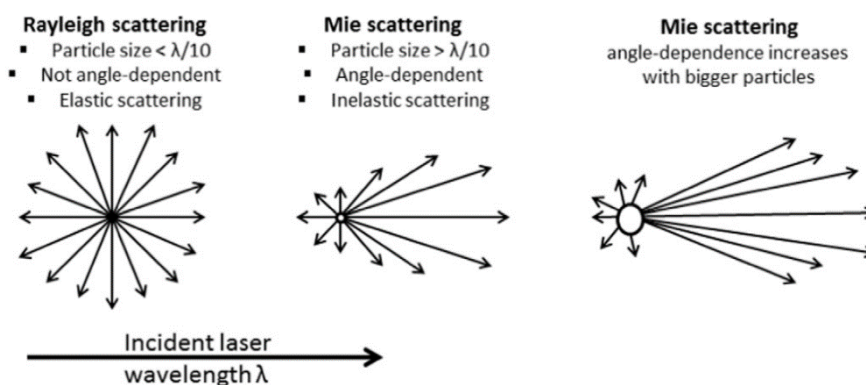 Rayleigh scattering
▪ Particle size < λ/10
▪ Not angle-dependent
▪ Elastic scattering
Mie scattering
▪ Particle size > λ/10
▪ Angle-dependent
▪ Inelastic scattering
Mie scattering
angle-dependence increases
with bigger particles
Incident laser
wavelength λ